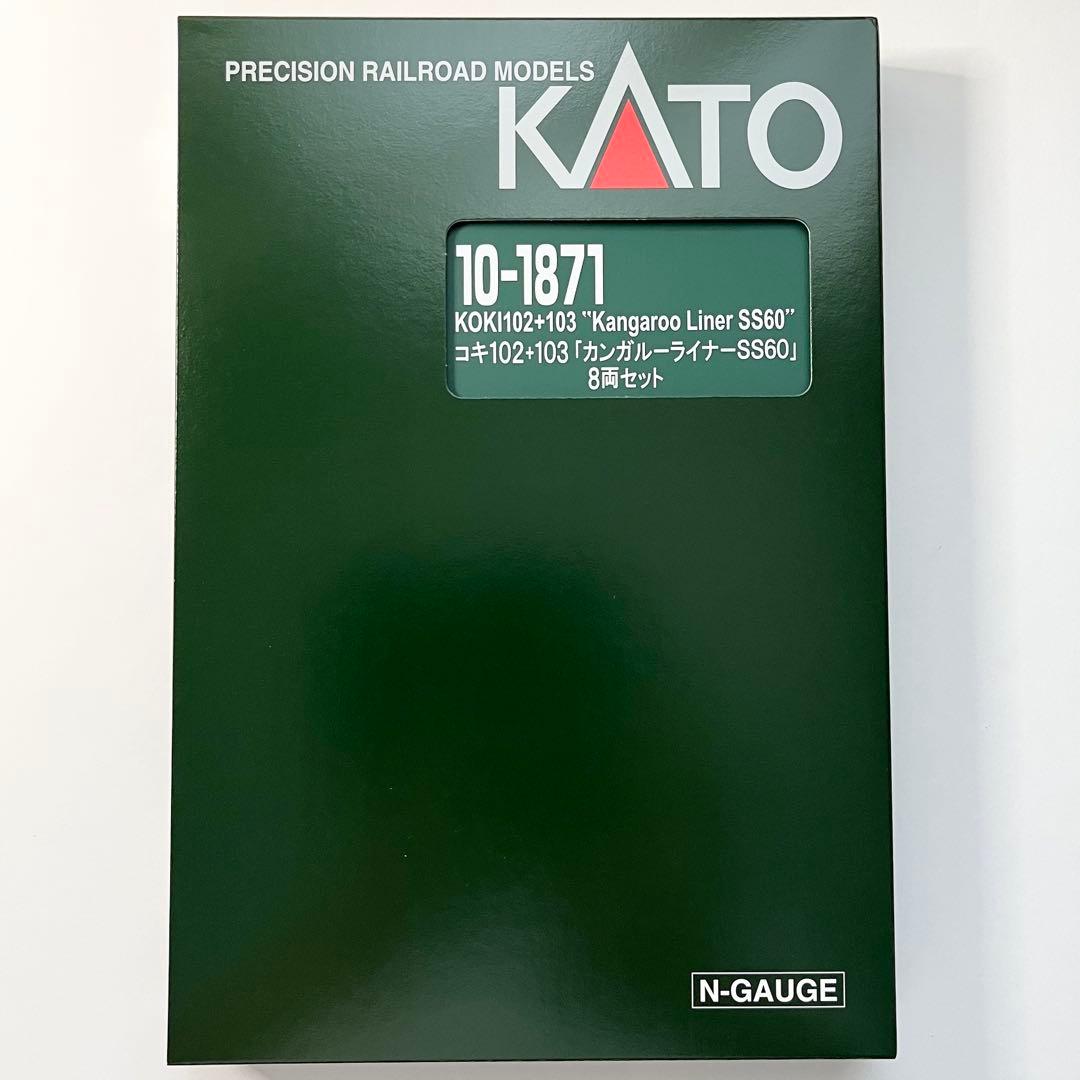 PRECISION RAILROAD MODELS
KATO
10-1871
KOKI102+103 “Kangaroo Liner SS60”
コキ102+103「カンガルーライナーSS60」
8両セット
N-GAUGE